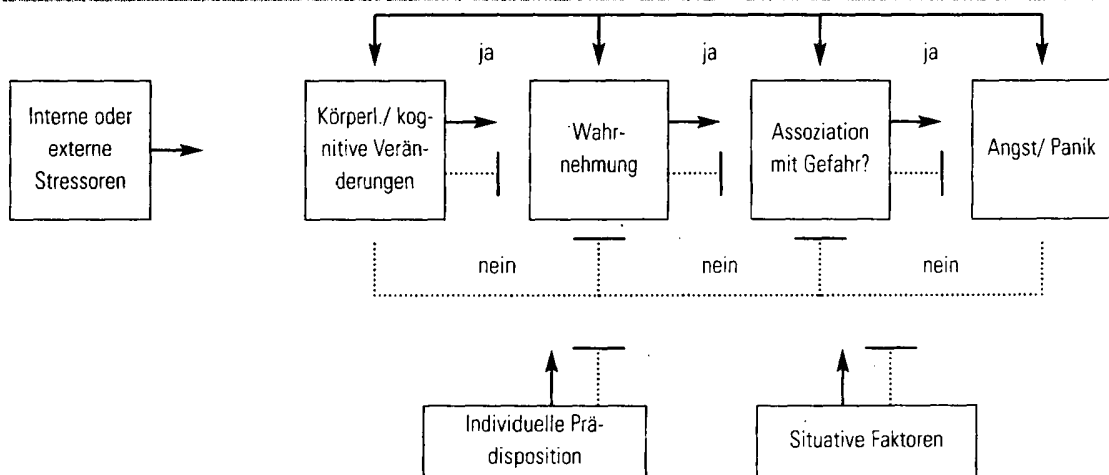 ja
ja
ja
Interne oder
externe
Stressoren
Körperl./ kog-
nitive Verän-
derungen
Wahr-
nehmung
Assoziation
mit Gefahr?
Angst/ Panik
nein
nein
nein
Individuelle Prä-
disposition
Situative Faktoren